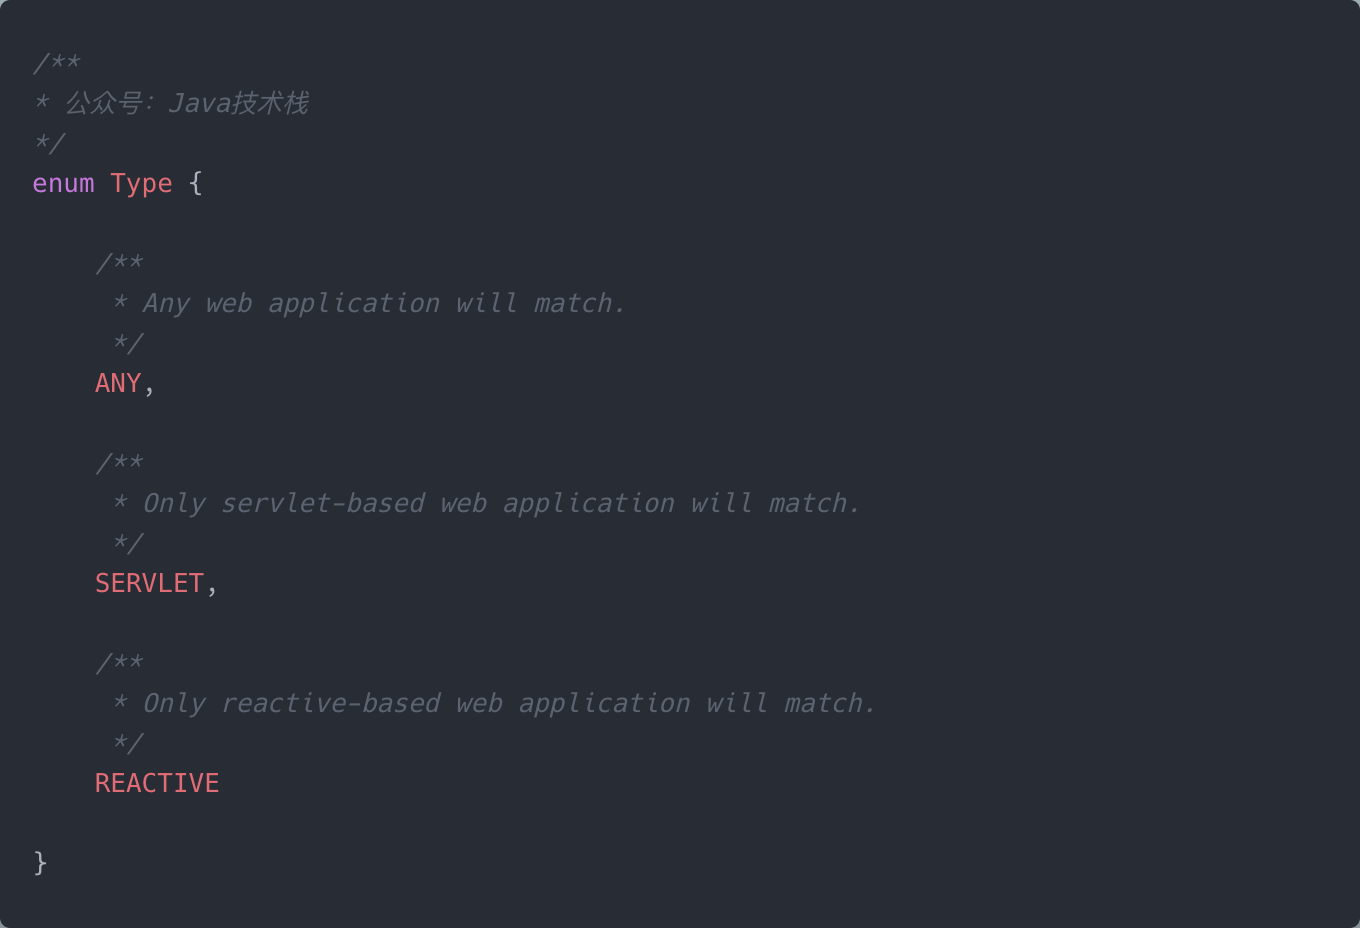 /**
* 公众号：Java技术栈
*/
enum Type {
    /**
     * Any web application will match.
     */
    ANY,
    /**
     * Only servlet-based web application will match.
     */
    SERVLET,
    /**
     * Only reactive-based web application will match.
     */
    REACTIVE
}